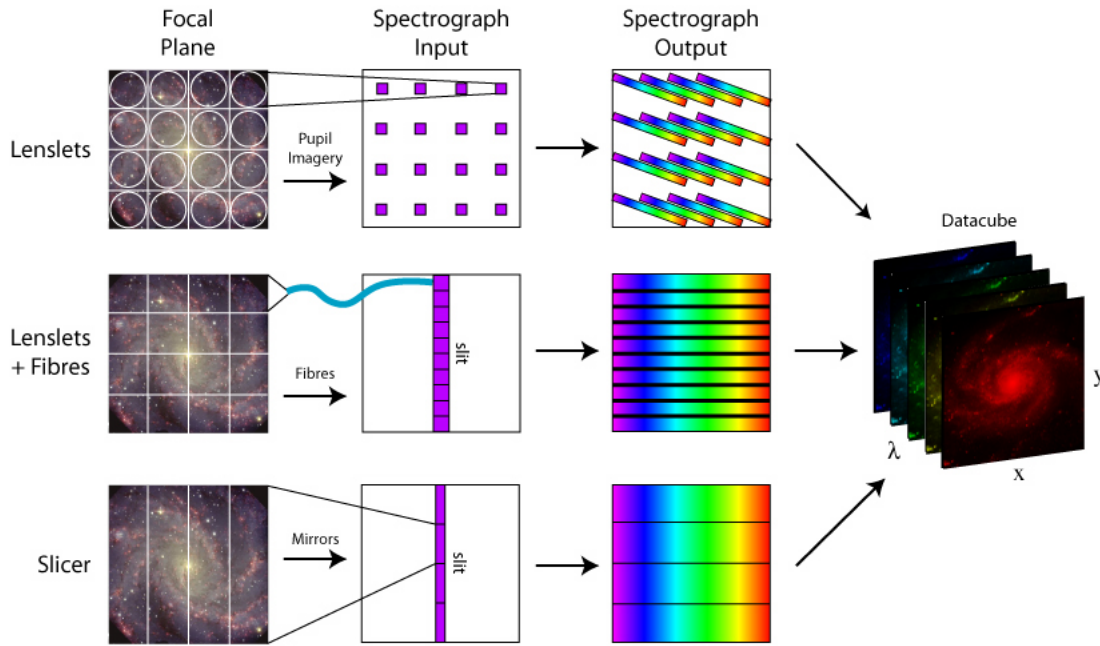 Focal
Plane
Spectrograph
Input
Spectrograph
Output
Lenslets
Pupil
Imagery
Datacube
Lenslets
+ Fibres
Fibres
slit
y
λ
x
Slicer
Mirrors
slit